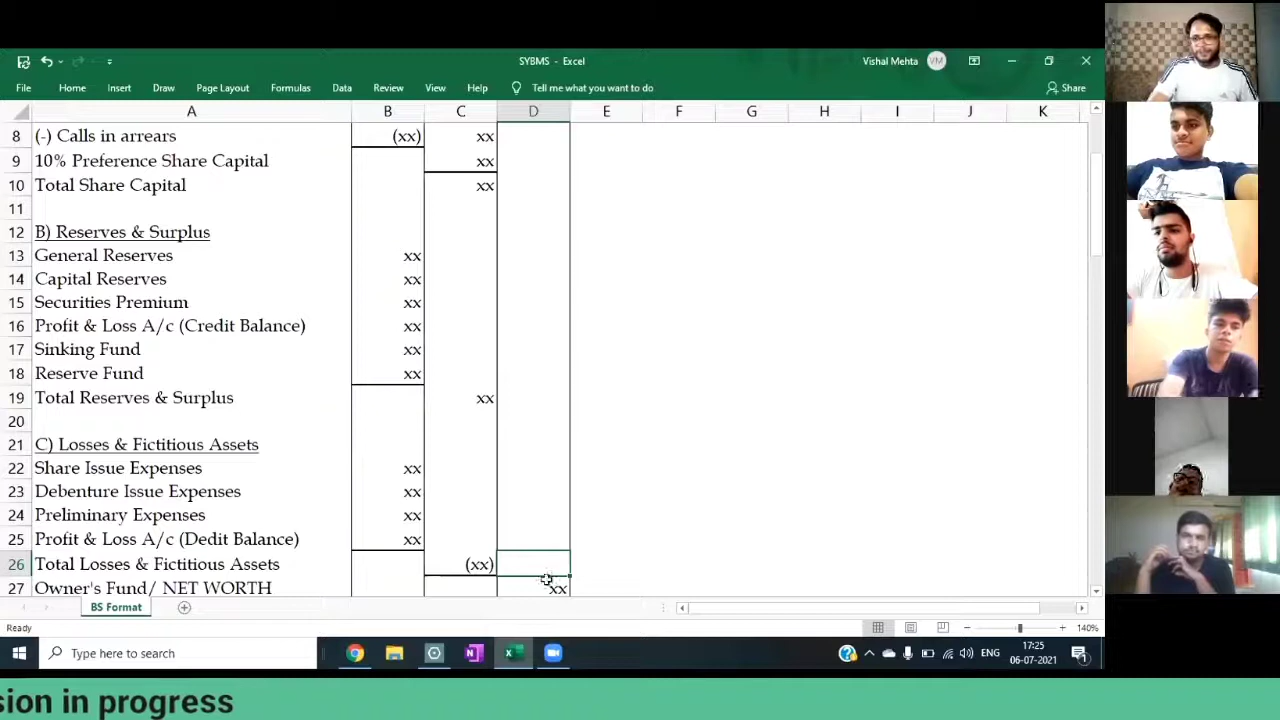 SYBMS - Excel
Vishal Mehta VM
File Home Insert Draw Page Layout Formulas Data Review View Help Tell me what you want to do Share
A B C D E F G H I J K
8 (-) Calls in arrears (xx) xx
9 10% Preference Share Capital xx
10 Total Share Capital xx
11
12 B) Reserves & Surplus
13 General Reserves xx
14 Capital Reserves xx
15 Securities Premium xx
16 Profit & Loss A/c (Credit Balance) xx
17 Sinking Fund xx
18 Reserve Fund xx
19 Total Reserves & Surplus xx
20
21 C) Losses & Fictitious Assets
22 Share Issue Expenses xx
23 Debenture Issue Expenses xx
24 Preliminary Expenses xx
25 Profit & Loss A/c (Dedit Balance) xx
26 Total Losses & Fictitious Assets (xx)
27 Owner's Fund/ NET WORTH xx
BS Format
Ready 140%
Type here to search ENG 17:25
06-07-2021 1
sion in progress